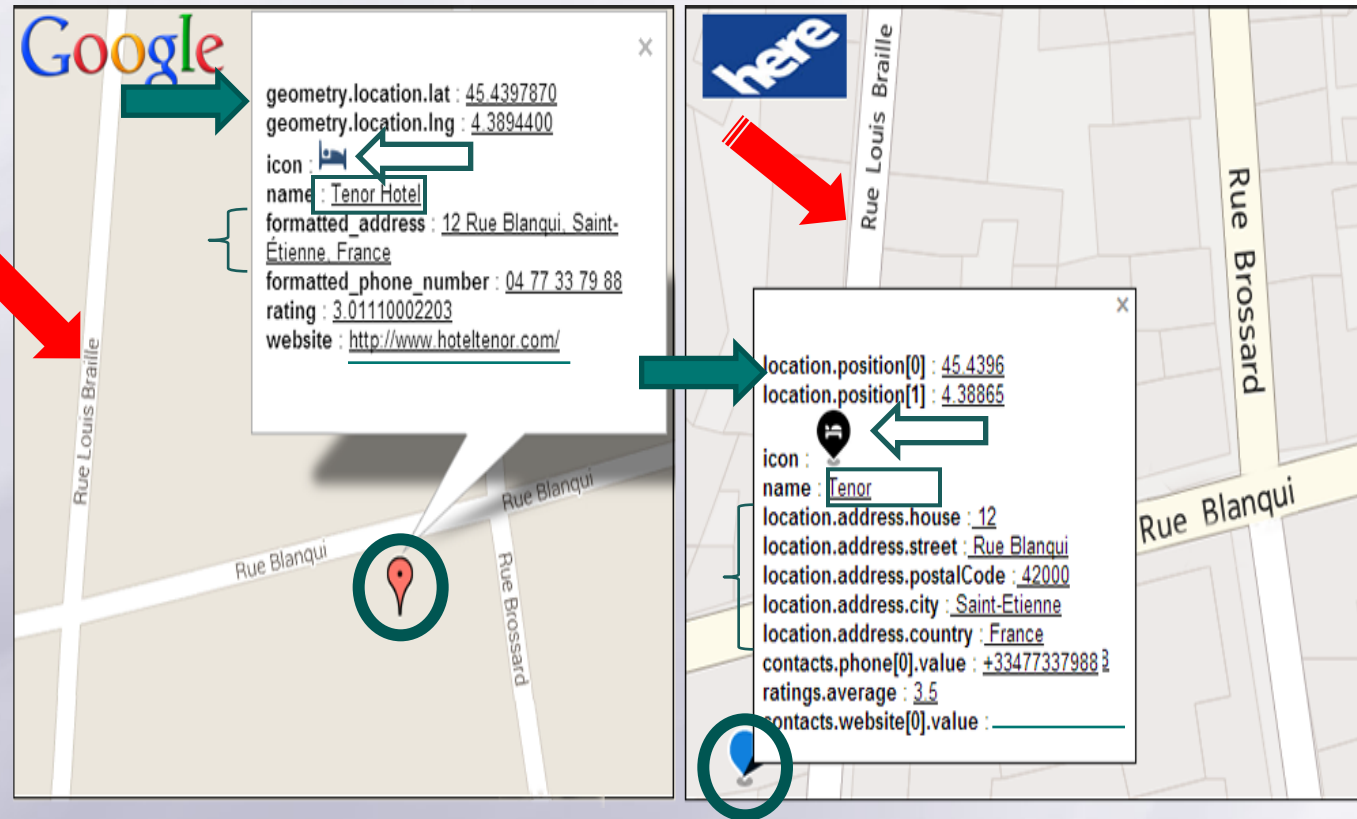 Google
geometry.location.lat : 45.4397870
geometry.location.lng : 4.3894400
icon :
name : Tenor Hotel
formatted_address : 12 Rue Blanqui, Saint-
Étienne, France
formatted_phone_number : 04 77 33 79 88
rating : 3.01110002203
website : http://www.hoteltenor.com/
Rue Louis Braille
Rue Blanqui
Rue Blanqui
Rue Brossard
here
Rue Louis Braille
Rue Brossard
Rue Blanqui
location.position[0] : 45.4396
location.position[1] : 4.38865
icon :
name : Tenor
location.address.house : 12
location.address.street : Rue Blanqui
location.address.postalCode : 42000
location.address.city : Saint-Etienne
location.address.country : France
contacts.phone[0].value : +33477337988
ratings.average : 3.5
contacts.website[0].value :